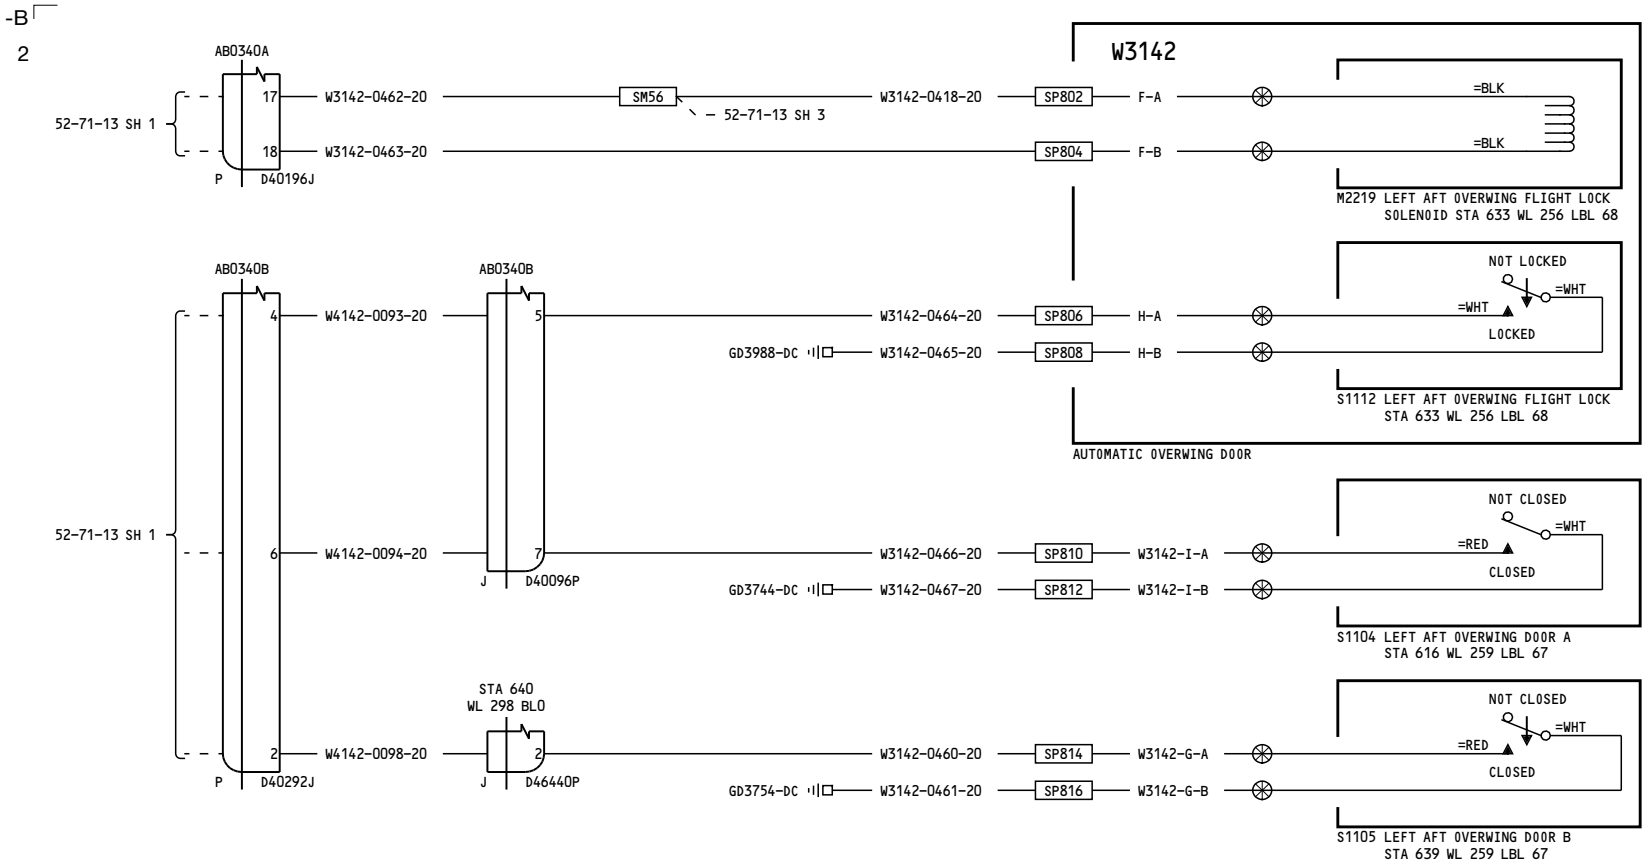 -B
2
AB0340A
W3142
52-71-13 SH 1
17
W3142-0462-20
SM56
52-71-13 SH 3
W3142-0418-20
SP802
F-A
=BLK
18
W3142-0463-20
SP804
F-B
=BLK
P
D40196J
M2219 LEFT AFT OVERWING FLIGHT LOCK
SOLENOID STA 633 WL 256 LBL 68
AB0340B
AB0340B
NOT LOCKED
=WHT
4
W4142-0093-20
5
W3142-0464-20
SP806
H-A
=WHT
LOCKED
GD3988-DC
W3142-0465-20
SP808
H-B
S1112 LEFT AFT OVERWING FLIGHT LOCK
STA 633 WL 256 LBL 68
AUTOMATIC OVERWING DOOR
NOT CLOSED
=WHT
52-71-13 SH 1
6
W4142-0094-20
7
W3142-0466-20
SP810
W3142-I-A
=RED
CLOSED
J
D40096P
GD3744-DC
W3142-0467-20
SP812
W3142-I-B
S1104 LEFT AFT OVERWING DOOR A
STA 616 WL 259 LBL 67
STA 640
WL 298 BL0
NOT CLOSED
=WHT
2
W4142-0098-20
2
W3142-0460-20
SP814
W3142-G-A
=RED
CLOSED
P
D40292J
J
D46440P
GD3754-DC
W3142-0461-20
SP816
W3142-G-B
S1105 LEFT AFT OVERWING DOOR B
STA 639 WL 259 LBL 67